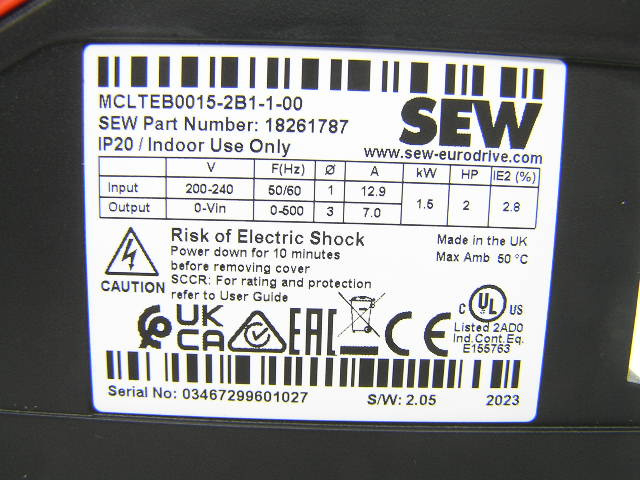 MCLTEB0015-2B1-1-00
SEW Part Number: 18261787
IP20 / Indoor Use Only
SEW
www.sew-eurodrive.com
V F(Hz) Ø A kW HP IE2 (%)
Input 200-240 50/60 1 12.9 1.5 2 2.8
Output 0-Vin 0-500 3 7.0
CAUTION
Risk of Electric Shock
Power down for 10 minutes
before removing cover
SCCR: For rating and protection
refer to User Guide
Made in the UK
Max Amb 50 °C
UK
CA
EAC
CE
C UL US
Listed 2AD0
Ind.Cont.Eq.
E155763
Serial No: 03467299601027
S/W: 2.05
2023